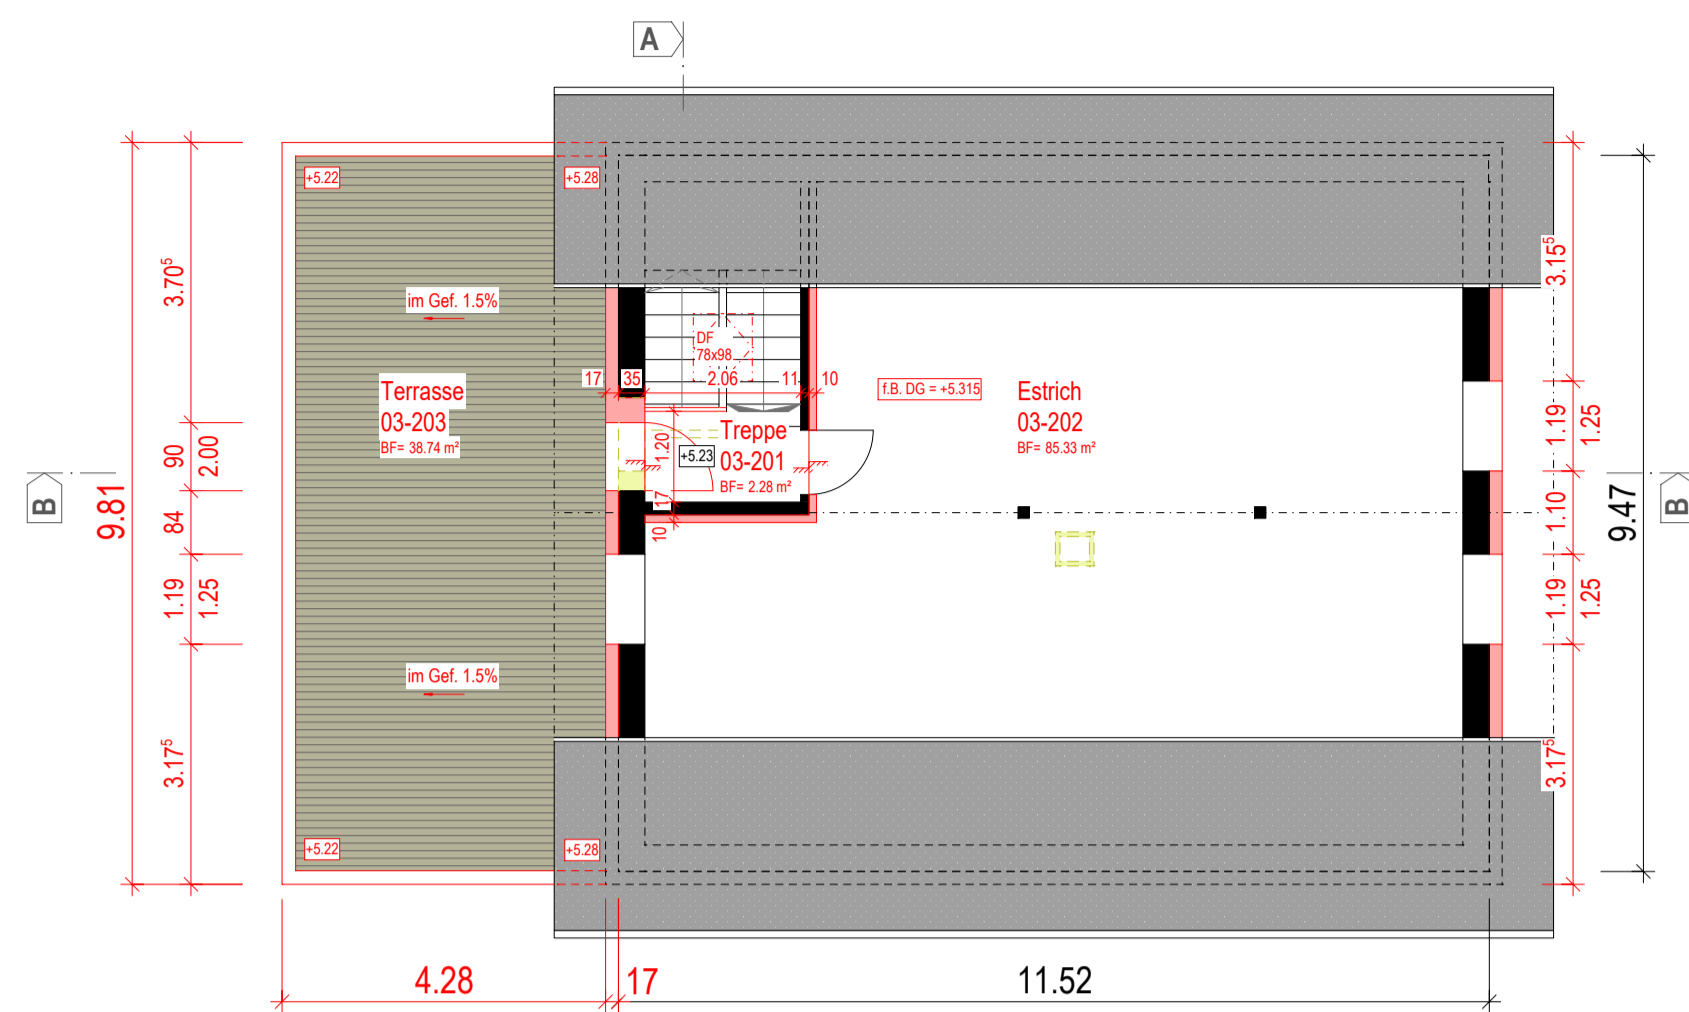 A
+5.22
+5.28
3.70⁵
3.15⁵
im Gef. 1.5%
DF
78x98
17
35
2.06
11
10
f.B. DG = +5.315
Terrasse
03-203
BF= 38.74 m²
Estrich
03-202
BF= 85.33 m²
Treppe
03-201
BF= 2.28 m²
+5.23
1.20
17
10
90
2.00
84
1.19
1.25
9.81
B
1.19
1.25
1.10
1.19
1.25
9.47
B
im Gef. 1.5%
3.17⁵
3.17⁵
+5.22
+5.28
4.28
17
11.52